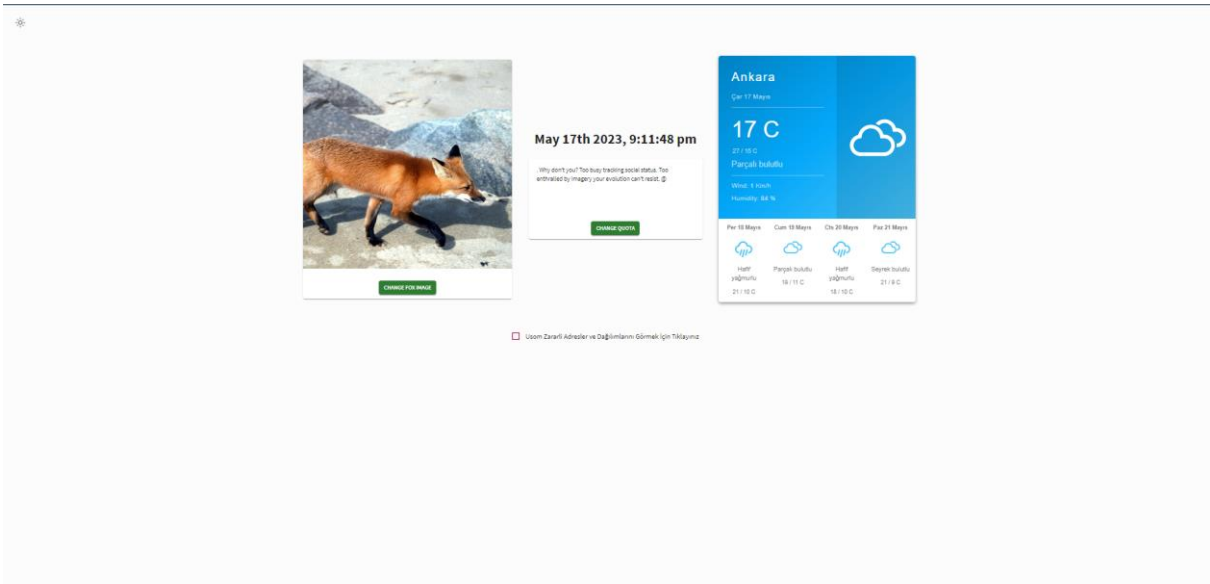 CHANGE FOX IMAGE
May 17th 2023, 9:11:48 pm
. Why don't you? Too busy tracking social status. Too
enthralled by imagery your evolution can't resist. @
CHANGE QUOTA
Ankara
Çar 17 Mayıs
17 C
27 / 15 C
Parçalı bulutlu
Wind: 1 Km/h
Humidity: 84 %
Per 18 Mayıs
Hafif
yağmurlu
21 / 10 C
Cum 19 Mayıs
Parçalı bulutlu
19 / 11 C
Cts 20 Mayıs
Hafif
yağmurlu
18 / 10 C
Paz 21 Mayıs
Seyrek bulutlu
21 / 8 C
Usom Zararli Adresler ve Dağılımlarını Görmek İçin Tıklayınız